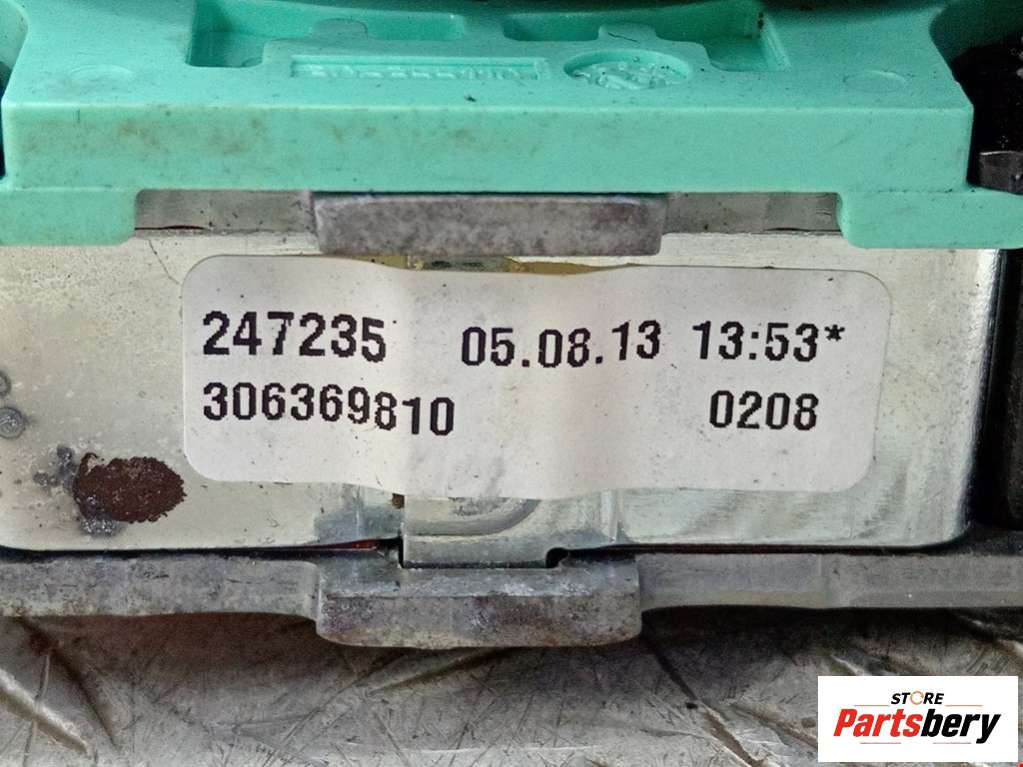 247235 05.08.13 13:53*
306369810 0208
STORE
Partsbery